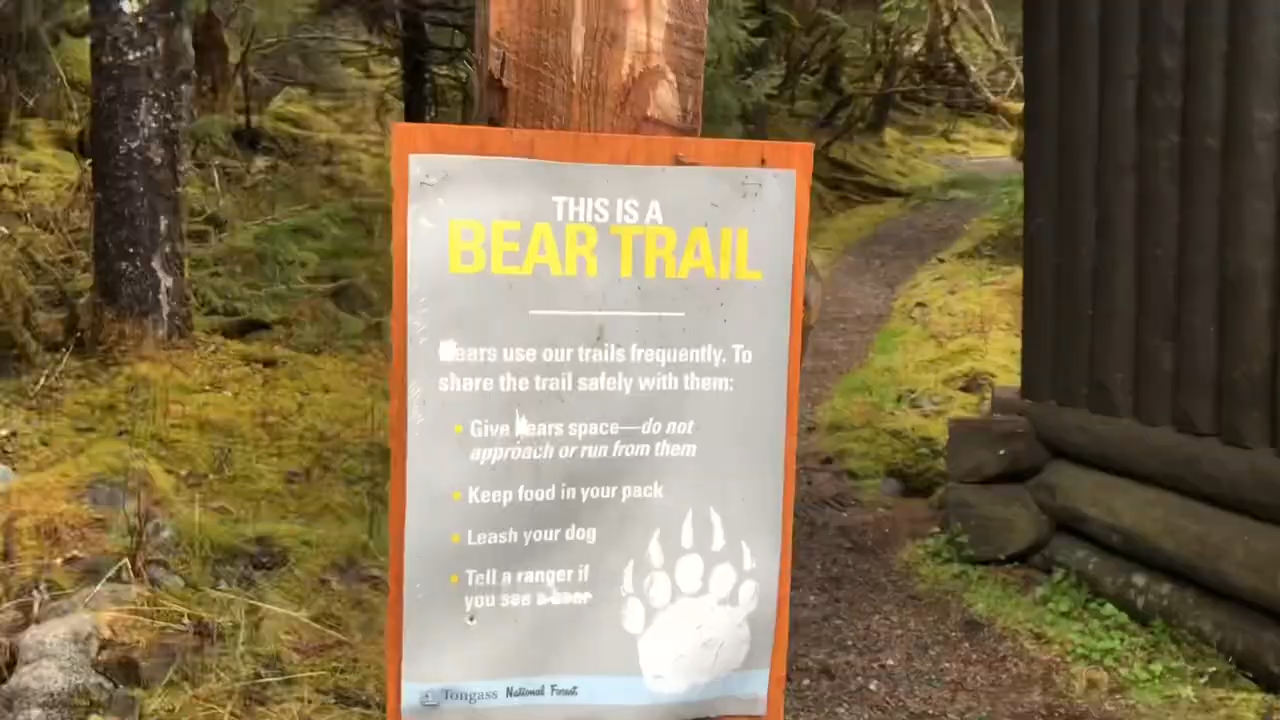 THIS IS A
BEAR TRAIL
Bears use our trails frequently. To
share the trail safely with them:
• Give bears space—do not
approach or run from them
• Keep food in your pack
• Leash your dog
• Tell a ranger if
you see a bear
Tongass National Forest